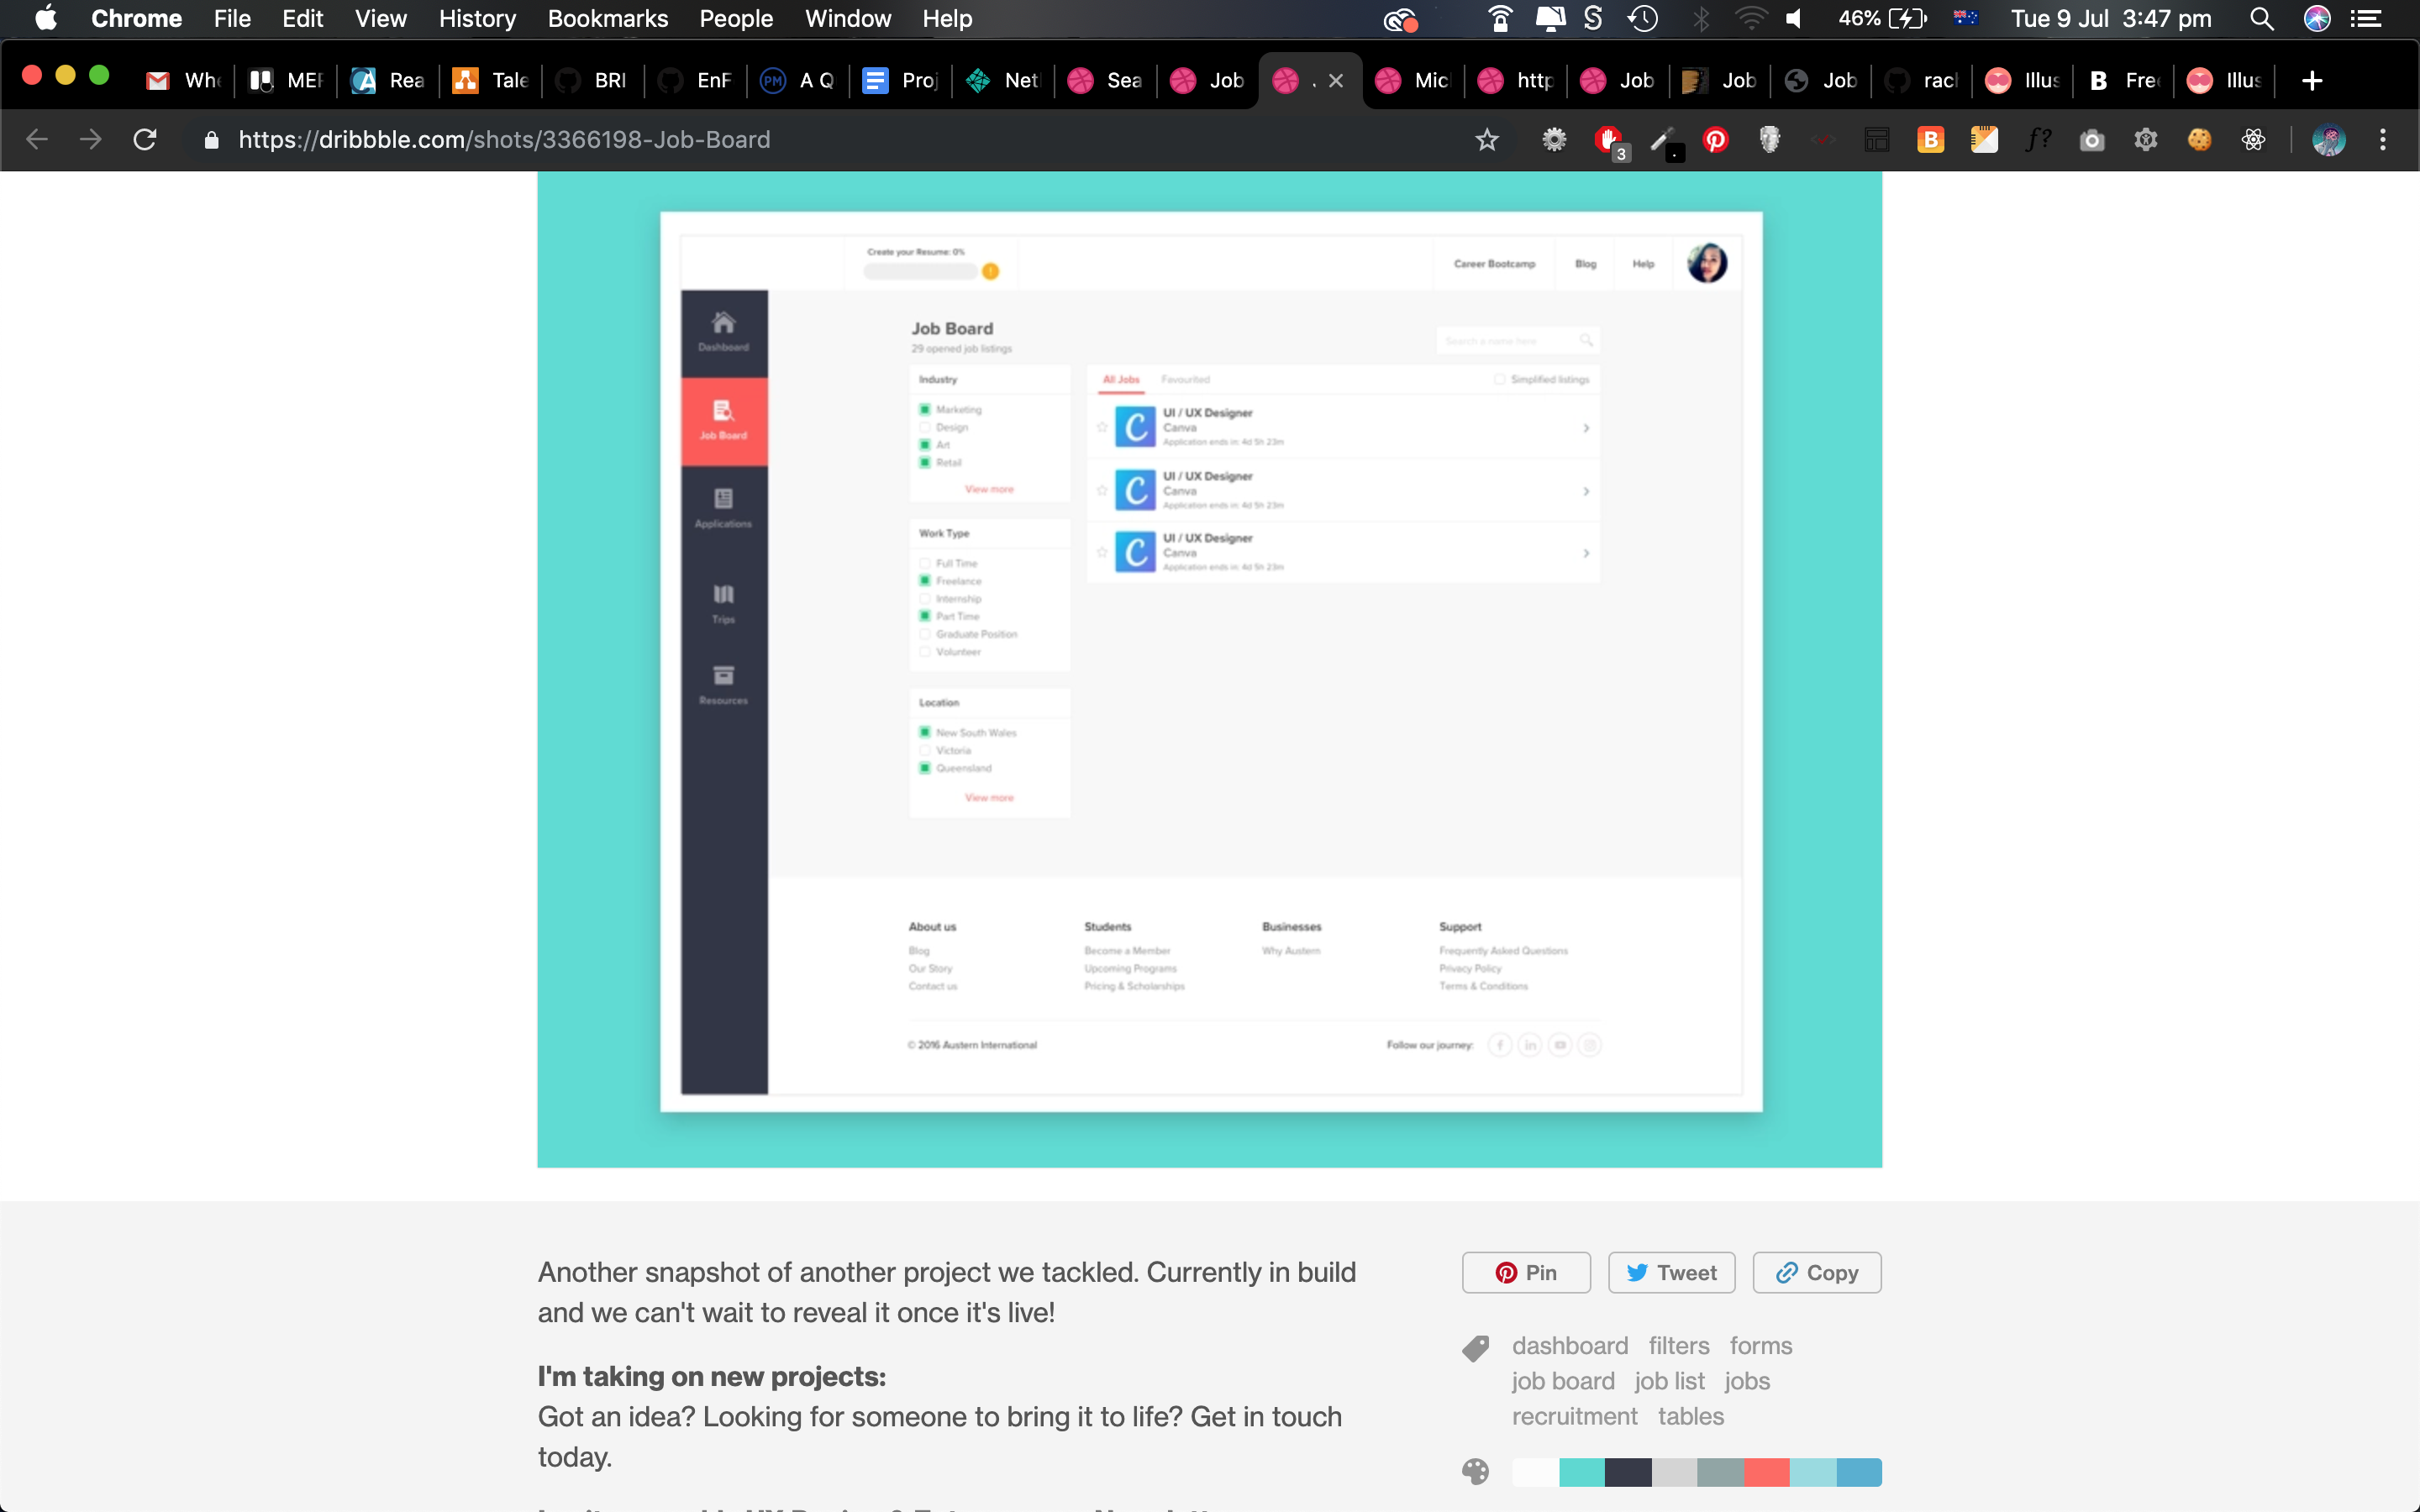 Chrome File Edit View History Bookmarks People Window Help 46% Tue 9 Jul 3:47 pm
Whe MER Rea Tale BRI EnF A Q Proj Netl Sea Job Mic http Job Job Job Illus Free Illus
https://dribbble.com/shots/3366198-Job-Board
3
Create your Resume: 0%
Career Bootcamp Blog Help
Dashboard
Job Board
Applications
Trips
Resources
Job Board
29 opened job listings
Search a name here
Industry
Marketing
Design
Art
Retail
View more
Work Type
Full Time
Freelance
Internship
Part Time
Graduate Position
Volunteer
Location
New South Wales
Victoria
Queensland
View more
All Jobs Favourited Simplified listings
UI / UX Designer
Canva
Application ends in: 4d 5h 23m
UI / UX Designer
Canva
Application ends in: 4d 5h 23m
UI / UX Designer
Canva
Application ends in: 4d 5h 23m
About us
Blog
Our Story
Contact us
Students
Become a Member
Upcoming Programs
Pricing & Scholarships
Businesses
Why Austern
Support
Frequently Asked Questions
Privacy Policy
Terms & Conditions
© 2016 Austern International
Follow our journey:
Another snapshot of another project we tackled. Currently in build
and we can't wait to reveal it once it's live!
I'm taking on new projects:
Got an idea? Looking for someone to bring it to life? Get in touch
today.
Pin Tweet Copy
dashboard filters forms
job board job list jobs
recruitment tables